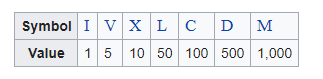 Symbol I V X L C D M
Value 1 5 10 50 100 500 1,000